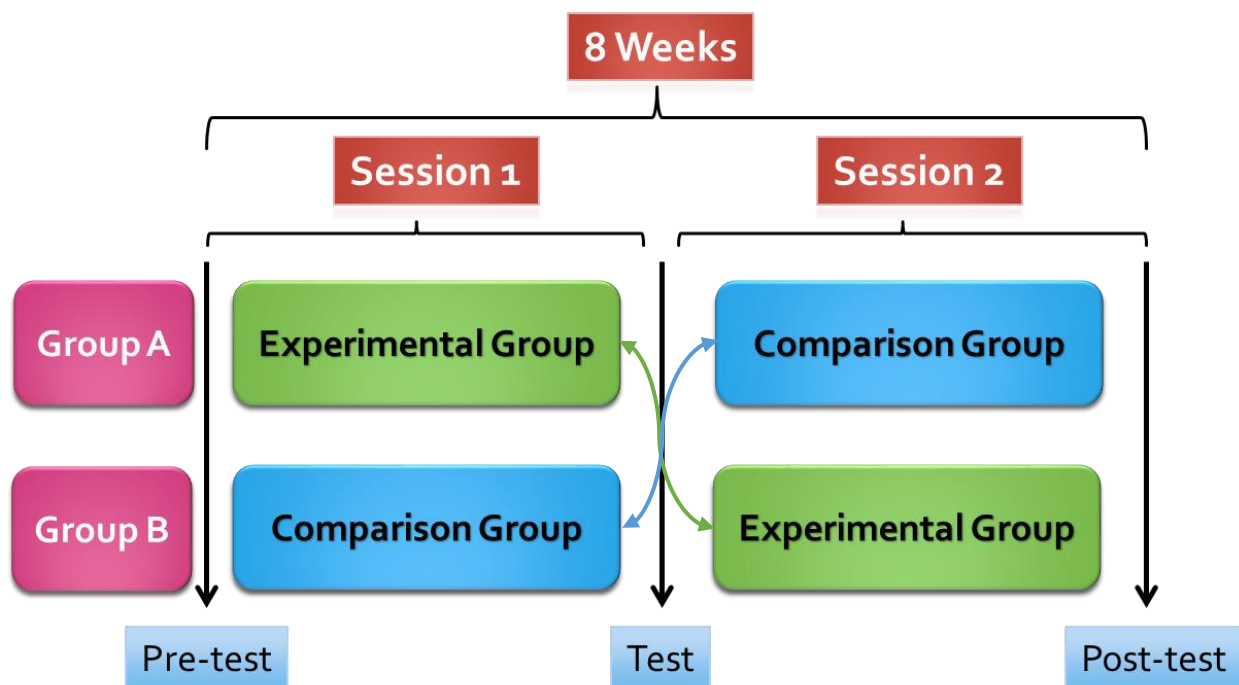 8 Weeks
Session 1
Session 2
Group A
Experimental Group
Comparison Group
Group B
Comparison Group
Experimental Group
Pre-test
Test
Post-test